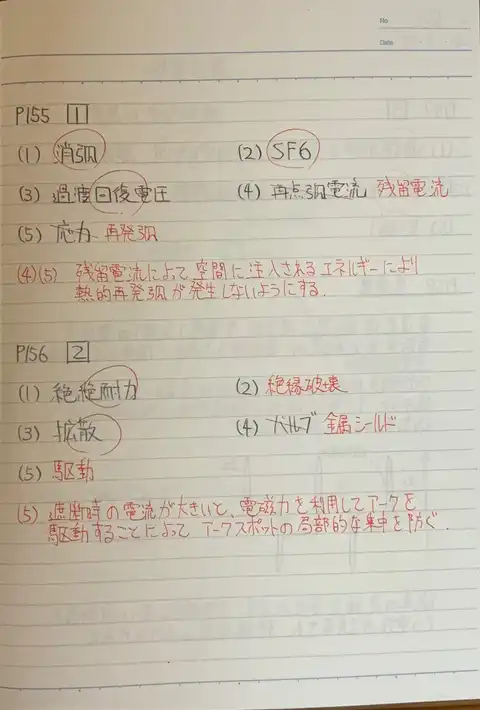 No
Date
P155 1
(1) 消弧 (2) SF6
(3) 過渡回復電圧 (4) 再点弧電流 残留電流
(5) 応力 再発弧
(4)(5) 残留電流によって空間に注入されるエネルギーにより
熱的再発弧が発生しないようにする.
P156 2
(1) 絶縁耐力 (2) 絶縁破壊
(3) 拡散 (4) バルブ 金属シールド
(5) 駆動
(5) 遮断時の電流が大きいと、電磁力を利用してアークを
駆動することによって アークスポットの局部的な集中を防ぐ.